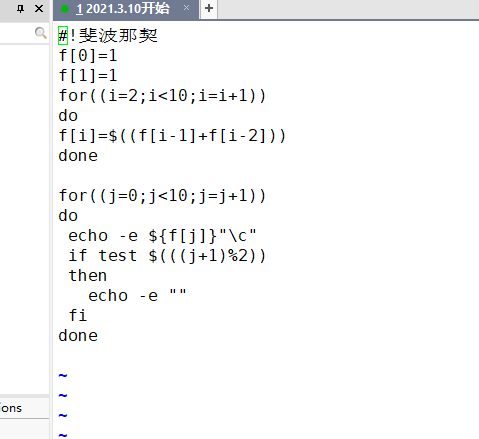 1 2021.3.10开始
#!斐波那契
f[0]=1
f[1]=1
for((i=2;i<10;i=i+1))
do
f[i]=$((f[i-1]+f[i-2]))
done
for((j=0;j<10;j=j+1))
do
echo -e ${f[j]}"\c"
if test $(((j+1)%2))
then
echo -e ""
fi
done
~
~
~
~
ions